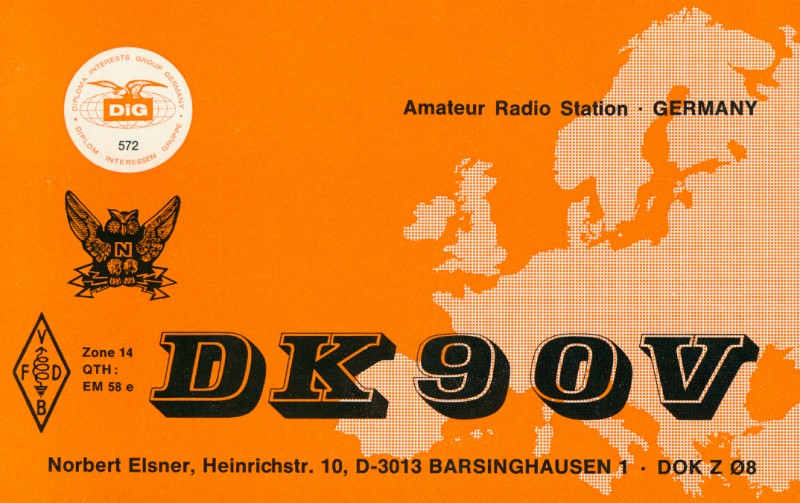 DIPLOMA INTERESTS GROUP GERMANY
DiG
572
DIPLOM INTERESSEN GRUPPE
Amateur Radio Station · GERMANY
N
V
F D
B
Zone 14
QTH:
EM 58 e
DK9OV
Norbert Elsner, Heinrichstr. 10, D-3013 BARSINGHAUSEN 1 · DOK Z Ø8